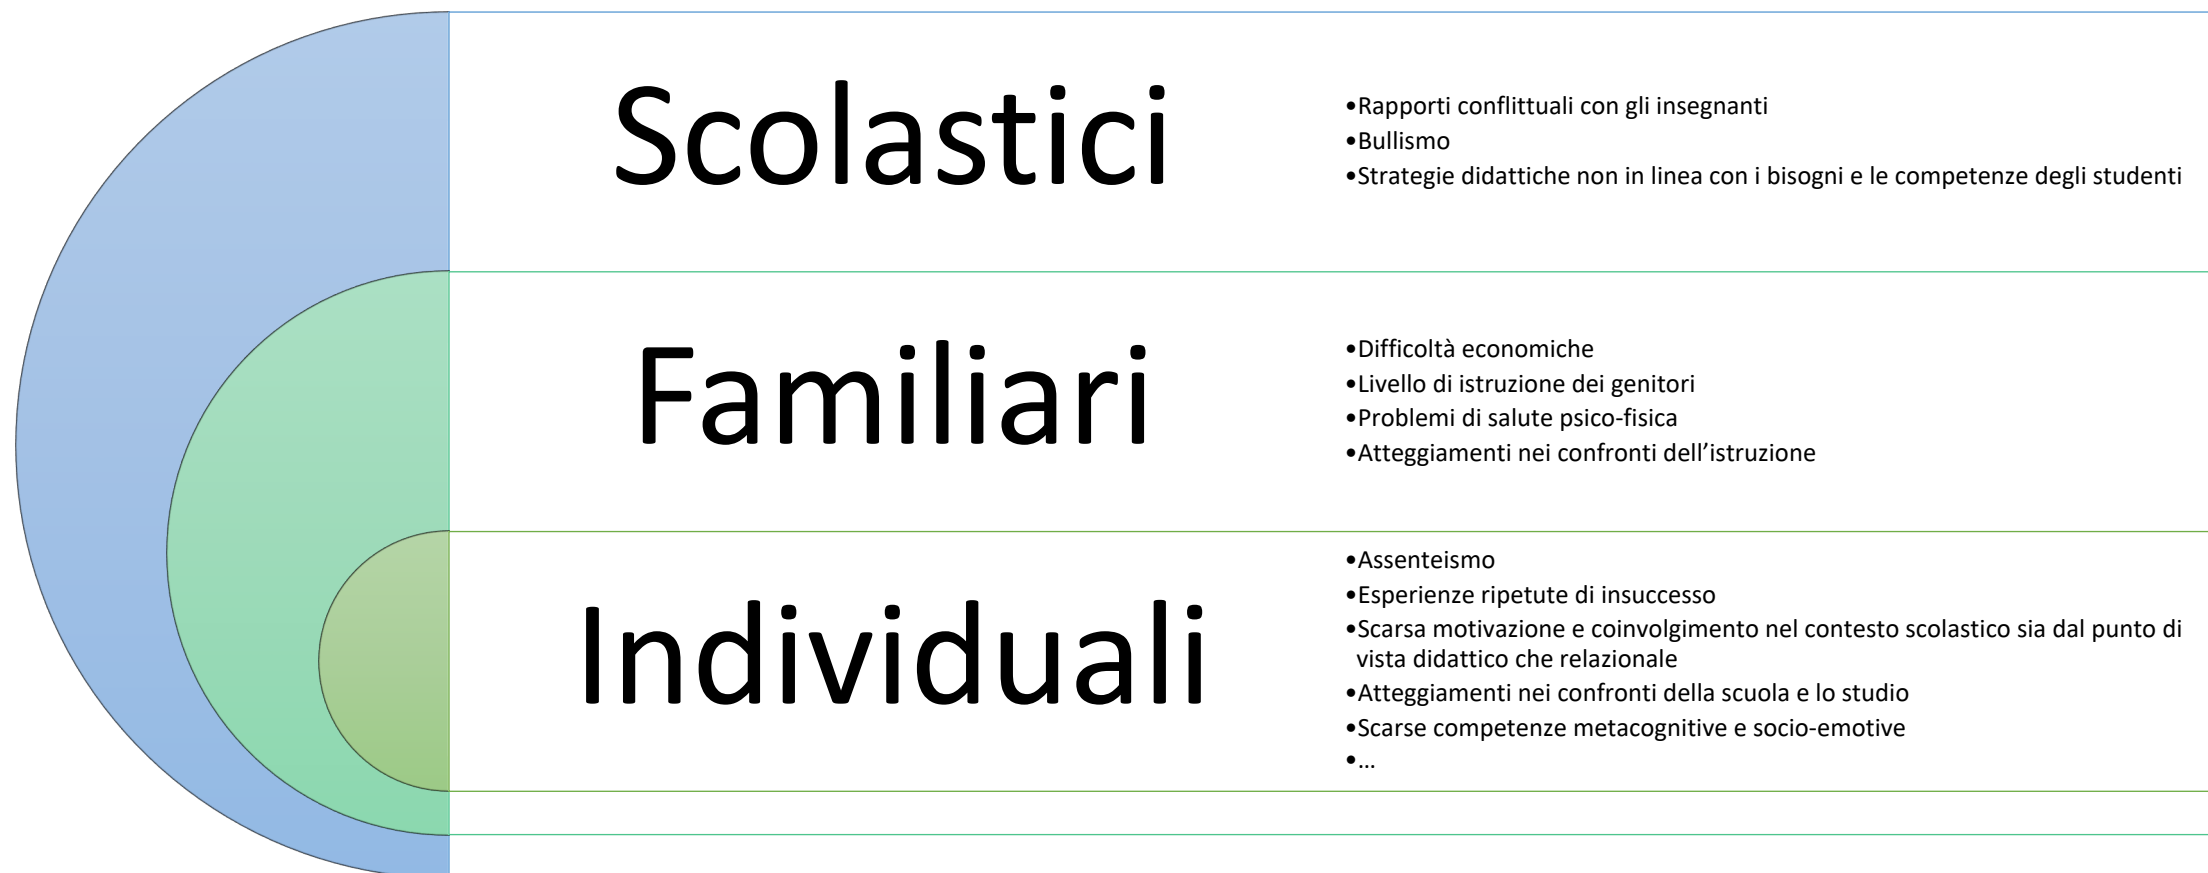 Scolastici
•Rapporti conflittuali con gli insegnanti
•Bullismo
•Strategie didattiche non in linea con i bisogni e le competenze degli studenti
Familiari
•Difficoltà economiche
•Livello di istruzione dei genitori
•Problemi di salute psico-fisica
•Atteggiamenti nei confronti dell’istruzione
Individuali
•Assenteismo
•Esperienze ripetute di insuccesso
•Scarsa motivazione e coinvolgimento nel contesto scolastico sia dal punto di
vista didattico che relazionale
•Atteggiamenti nei confronti della scuola e lo studio
•Scarse competenze metacognitive e socio-emotive
•…